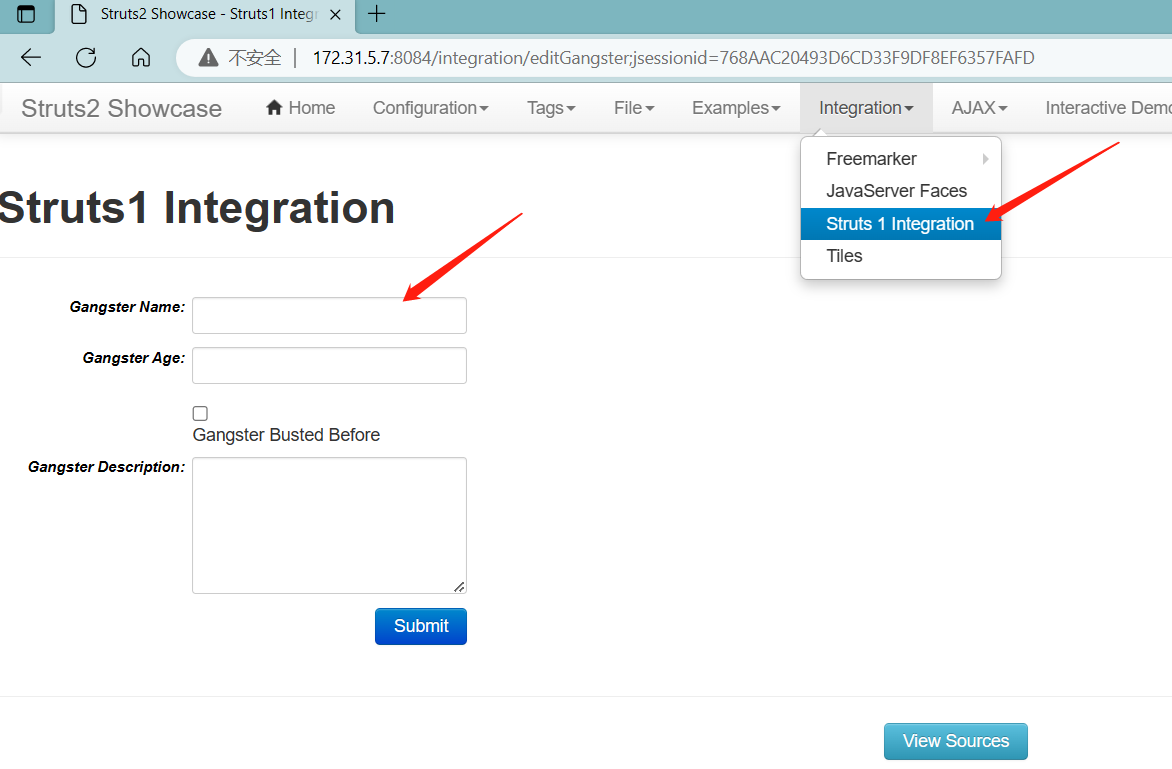 Struts2 Showcase - Struts1 Integr
不安全 | 172.31.5.7:8084/integration/editGangster;jsessionid=768AAC20493D6CD33F9DF8EF6357FAFD
Struts2 Showcase Home Configuration Tags File Examples Integration AJAX Interactive Demo
Freemarker
JavaServer Faces
Struts 1 Integration
Tiles
Struts1 Integration
Gangster Name:
Gangster Age:
Gangster Busted Before
Gangster Description:
Submit
View Sources